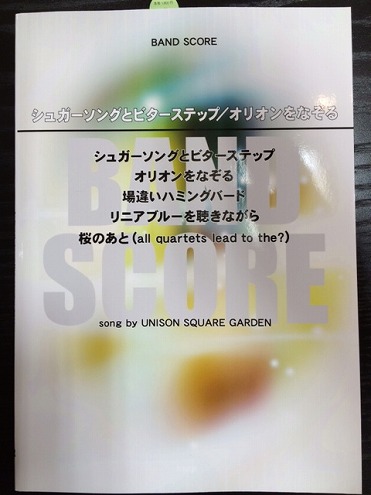 BAND SCORE
シュガーソングとビターステップ/オリオンをなぞる
BAND
SCORE
シュガーソングとビターステップ
オリオンをなぞる
場違いハミングバード
リニアブルーを聴きながら
桜のあと(all quartets lead to the?)
song by UNISON SQUARE GARDEN